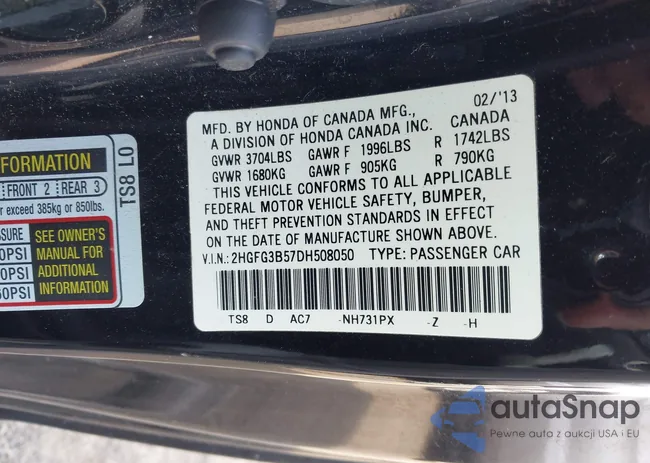 02/'13
MFD. BY HONDA OF CANADA MFG.,
A DIVISION OF HONDA CANADA INC. CANADA
GVWR 3704LBS GAWR F 1996LBS R 1742LBS
GVWR 1680KG GAWR F 905KG R 790KG
THIS VEHICLE CONFORMS TO ALL APPLICABLE
FEDERAL MOTOR VEHICLE SAFETY, BUMPER,
AND THEFT PREVENTION STANDARDS IN EFFECT
ON THE DATE OF MANUFACTURE SHOWN ABOVE.
V.I.N.: 2HGFG3B57DH508050 TYPE: PASSENGER CAR
TS8 D AC7 -NH731PX -Z -H
FORMATION
FRONT 2 REAR 3
exceed 385kg or 850lbs.
TS8 L0
SEE OWNER'S
MANUAL FOR
ADDITIONAL
INFORMATION
autaSnap
Pewne auta z aukcji USA i EU